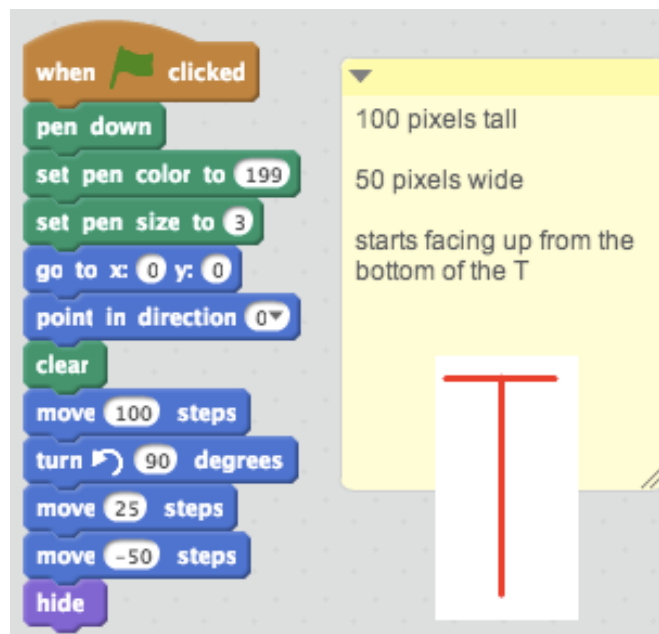 when clicked
pen down
set pen color to 199
set pen size to 3
go to x: 0 y: 0
point in direction 0
clear
move 100 steps
turn 90 degrees
move 25 steps
move -50 steps
hide
100 pixels tall
50 pixels wide
starts facing up from the
bottom of the T